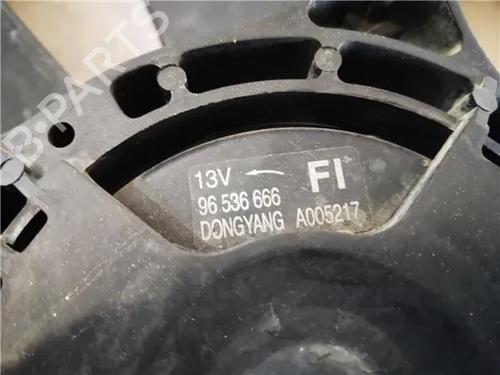 B-PARTS
13V ← FI
96 536 666
DONGYANG A005217